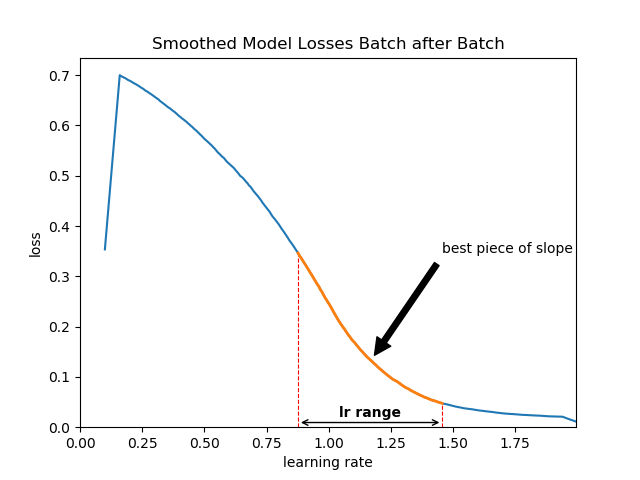 Smoothed Model Losses Batch after Batch
0.7
0.6
0.5
0.4
0.3
0.2
0.1
0.0
loss
best piece of slope
lr range
0.00 0.25 0.50 0.75 1.00 1.25 1.50 1.75
learning rate